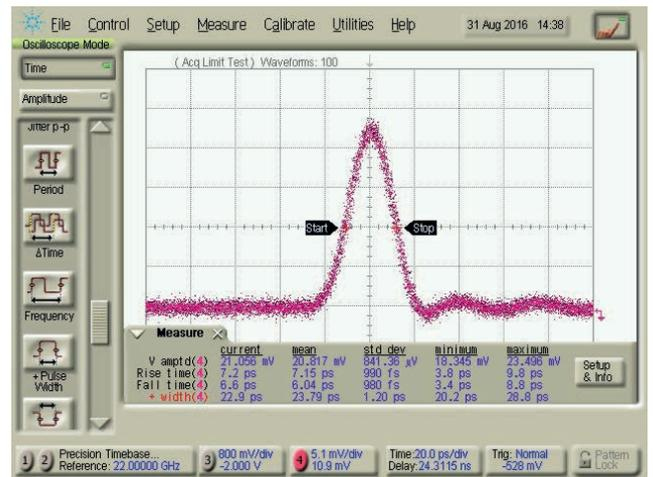 File Control Setup Measure Calibrate Utilities Help 31 Aug 2016 14:38
Oscilloscope Mode
Time
Amplitude
( Acq Limit Test ) Waveforms: 100
Jitter p-p
Period
ΔTime
Frequency
+ Pulse
Width
Start Stop
Measure
current mean std dev minimum maximum
V amptd(4) 21.056 mV 20.817 mV 841.36 µV 18.345 mV 23.496 mV
Rise time(4) 7.2 ps 7.15 ps 990 fs 3.8 ps 9.8 ps
Fall time(4) 6.6 ps 6.04 ps 980 fs 3.4 ps 8.8 ps
+ width(4) 22.9 ps 23.79 ps 1.20 ps 20.2 ps 28.8 ps
Setup
& Info
1 2 Precision Timebase...
Reference: 22.00000 GHz
3 800 mV/div
-2.000 V
4 5.1 mV/div
10.9 mV
Time:20.0 ps/div
Delay:24.3115 ns
Trig: Normal
-528 mV
Pattern
Lock